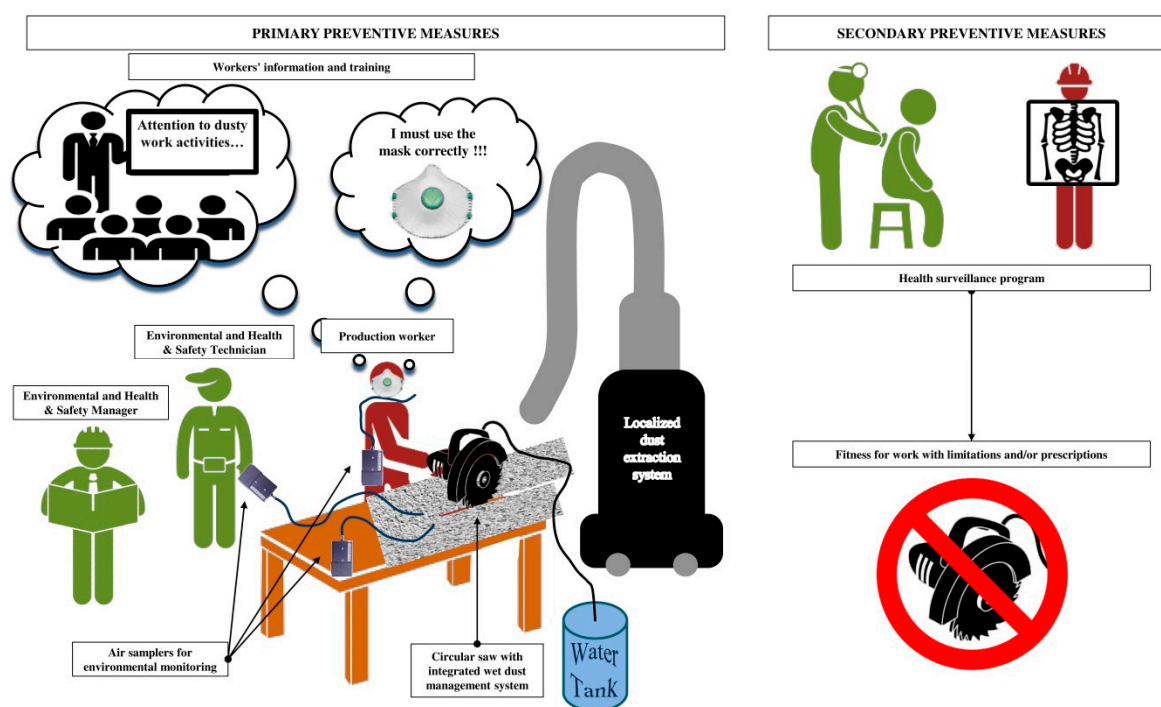 PRIMARY PREVENTIVE MEASURES
Workers' information and training
Attention to dusty
work activities…
I must use the
mask correctly !!!
Environmental and Health
& Safety Technician
Production worker
Environmental and Health
& Safety Manager
Localized
dust
extraction
system
Air samplers for
environmental monitoring
Circular saw with
integrated wet dust
management system
Water
Tank
SECONDARY PREVENTIVE MEASURES
Health surveillance program
Fitness for work with limitations and/or prescriptions